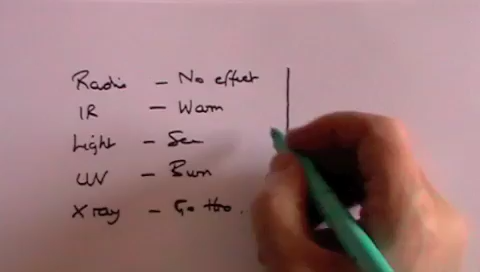 Radio - No effect
IR - Warm
Light - See
UV - Burn
X ray - Go thro.